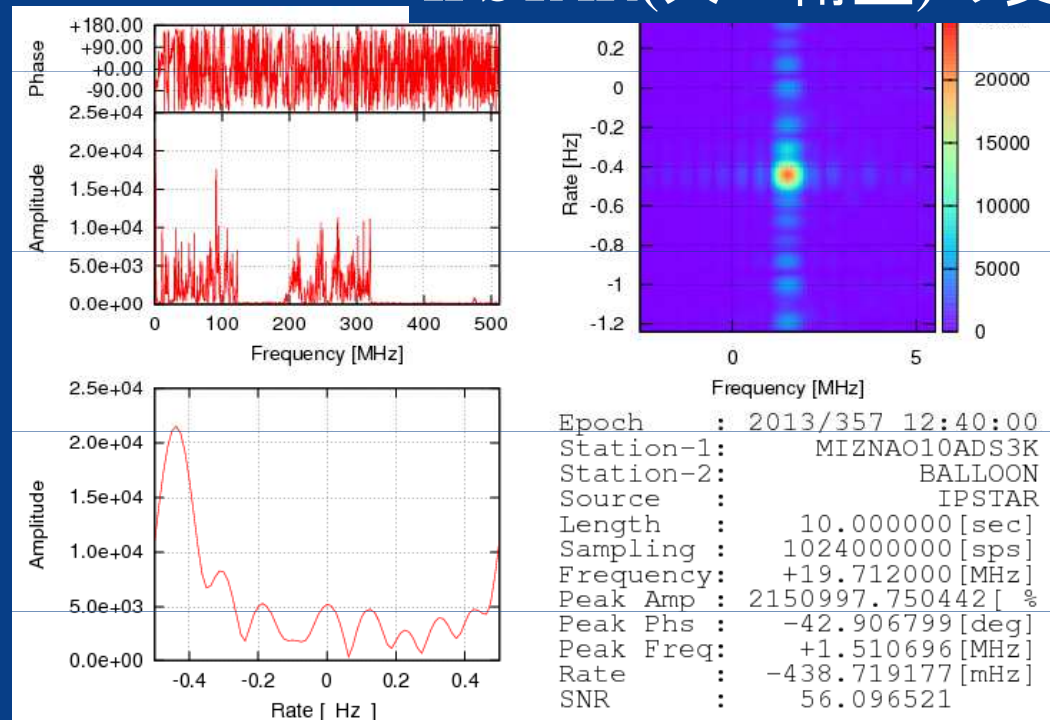 +180.00
+90.00
+0.00
-90.00
Phase
2.5e+04
2.0e+04
1.5e+04
1.0e+04
5.0e+03
0.0e+00
Amplitude
0 100 200 300 400 500
Frequency [MHz]
0.2
0
-0.2
-0.4
-0.6
-0.8
-1
-1.2
Rate [Hz]
0 5
Frequency [MHz]
20000
15000
10000
5000
0
2.5e+04
2.0e+04
1.5e+04
1.0e+04
5.0e+03
0.0e+00
Amplitude
-0.4 -0.2 0 0.2 0.4
Rate [ Hz ]
Epoch : 2013/357 12:40:00
Station-1: MIZNAO10ADS3K
Station-2: BALLOON
Source : IPSTAR
Length : 10.000000[sec]
Sampling : 1024000000[sps]
Frequency: +19.712000[MHz]
Peak Amp : 2150997.750442[ %
Peak Phs : -42.906799[deg]
Peak Freq: +1.510696[MHz]
Rate : -438.719177[mHz]
SNR : 56.096521